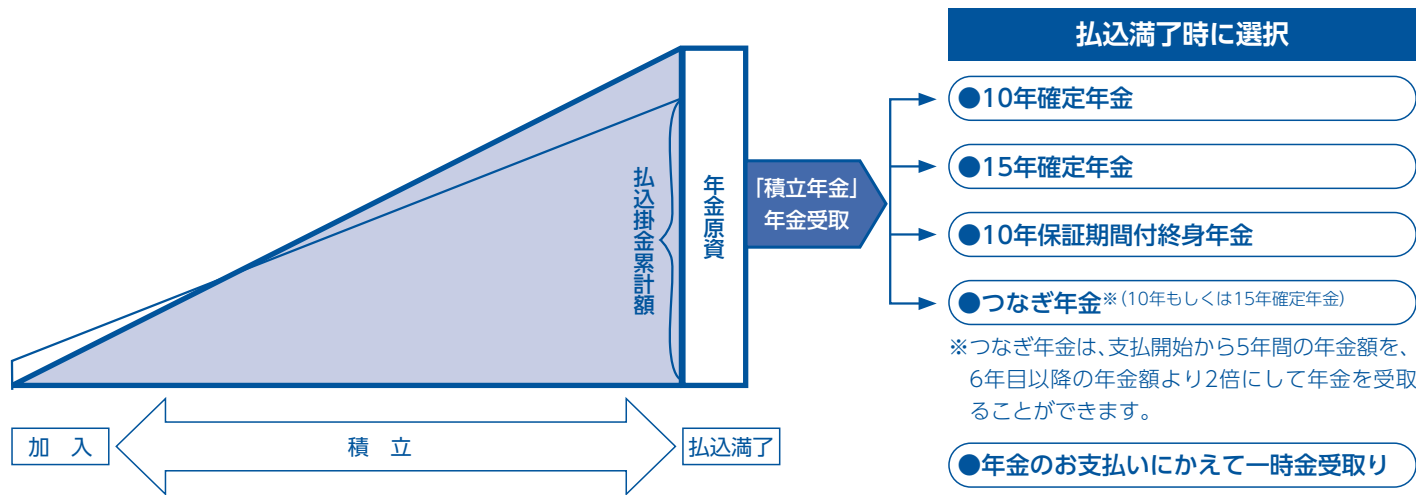 払込満了時に選択
●10年確定年金
●15年確定年金
●10年保証期間付終身年金
●つなぎ年金※(10年もしくは15年確定年金)
※つなぎ年金は、支払開始から5年間の年金額を、
6年目以降の年金額より2倍にして年金を受取
ることができます。
●年金のお支払いにかえて一時金受取り
払込掛金累計額
年金原資
「積立年金」
年金受取
加 入
積 立
払込満了